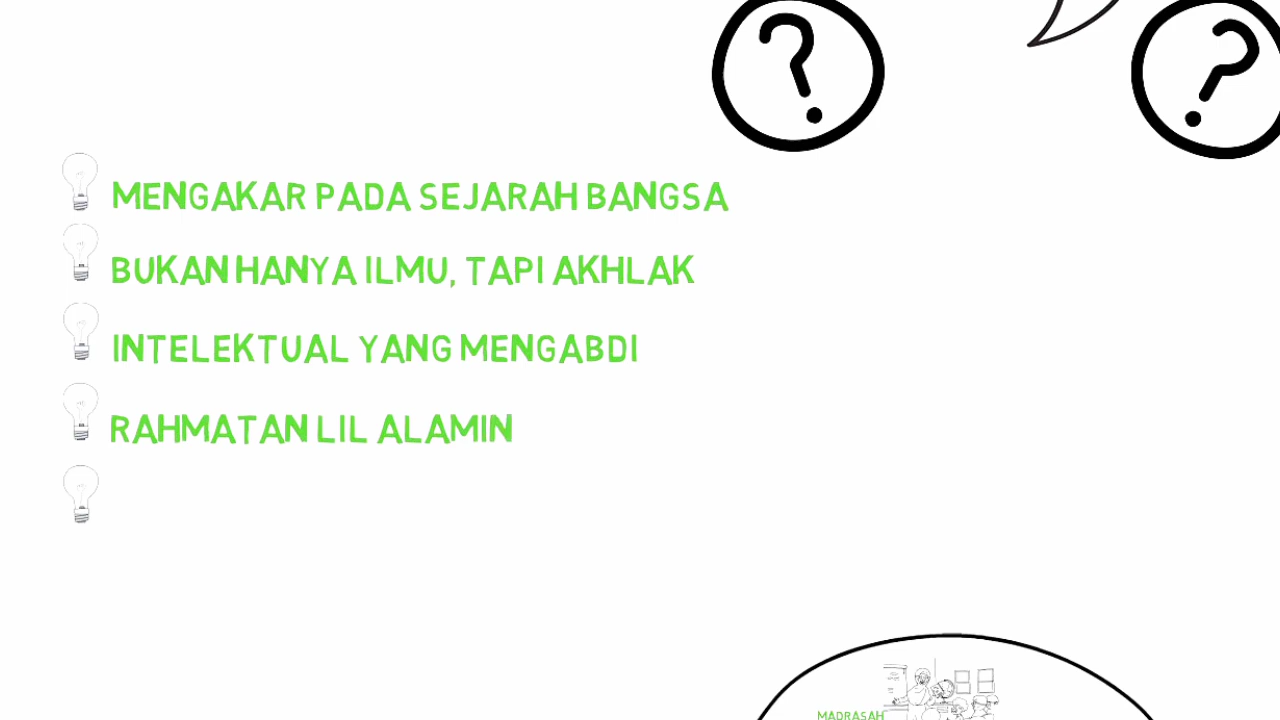 ?
?
MENGAKAR PADA SEJARAH BANGSA
BUKAN HANYA ILMU, TAPI AKHLAK
INTELEKTUAL YANG MENGABDI
RAHMATAN LIL ALAMIN
MADRASAH